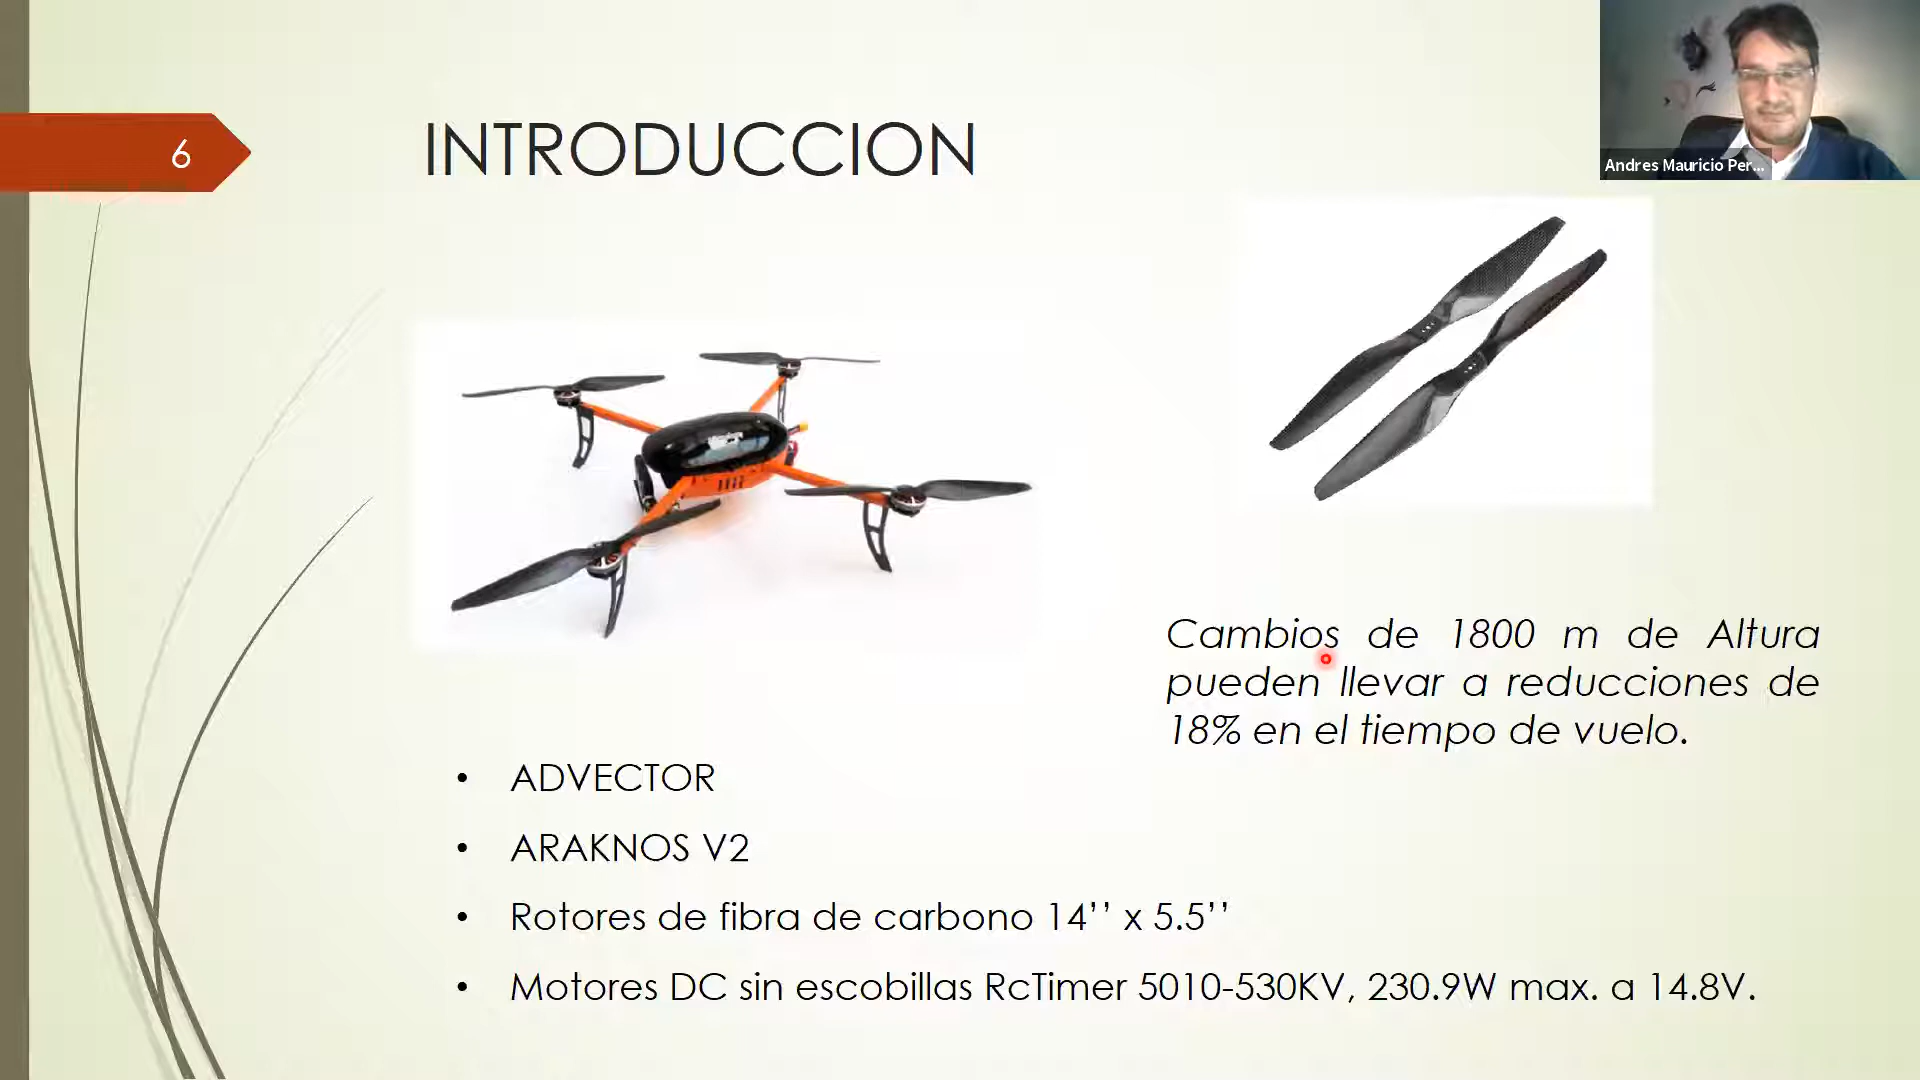 6
INTRODUCCION
Andres Mauricio Per...
Cambios de 1800 m de Altura
pueden llevar a reducciones de
18% en el tiempo de vuelo.
• ADVECTOR
• ARAKNOS V2
• Rotores de fibra de carbono 14’’ x 5.5’’
• Motores DC sin escobillas RcTimer 5010-530KV, 230.9W max. a 14.8V.